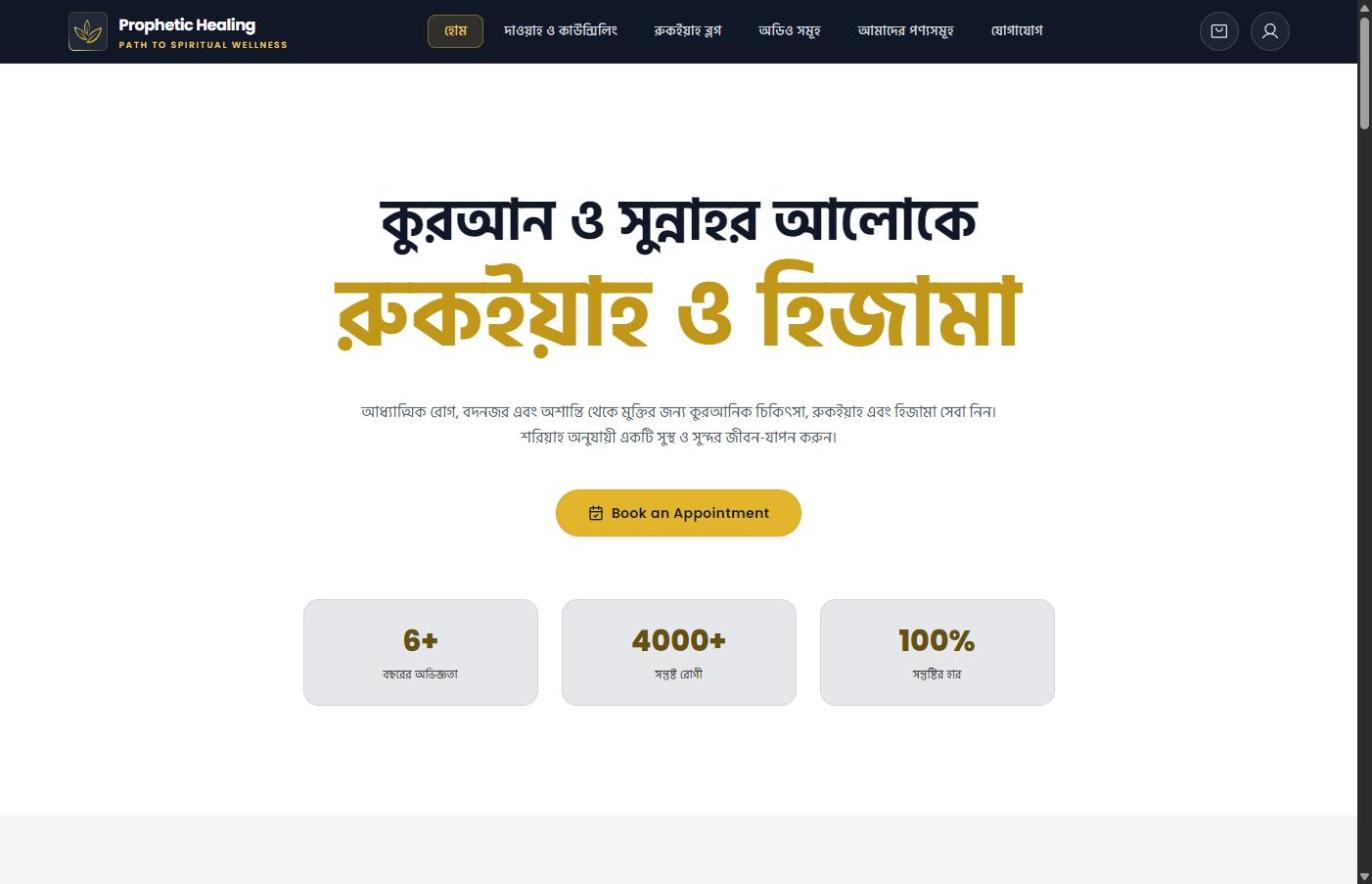 Prophetic Healing
PATH TO SPIRITUAL WELLNESS
হোম
দাওয়াহ ও কাউন্সিলিং
রুকইয়াহ ব্লগ
অডিও সমূহ
আমাদের পণ্যসমূহ
যোগাযোগ
কুরআন ও সুন্নাহর আলোকে
রুকইয়াহ ও হিজামা
আধ্যাত্মিক রোগ, বদনজর এবং অশান্তি থেকে মুক্তির জন্য কুরআনিক চিকিৎসা, রুকইয়াহ এবং হিজামা সেবা নিন।
শরিয়াহ অনুযায়ী একটি সুস্থ ও সুন্দর জীবন-যাপন করুন।
Book an Appointment
6+
বছরের অভিজ্ঞতা
4000+
সন্তুষ্ট রোগী
100%
সন্তুষ্টির হার